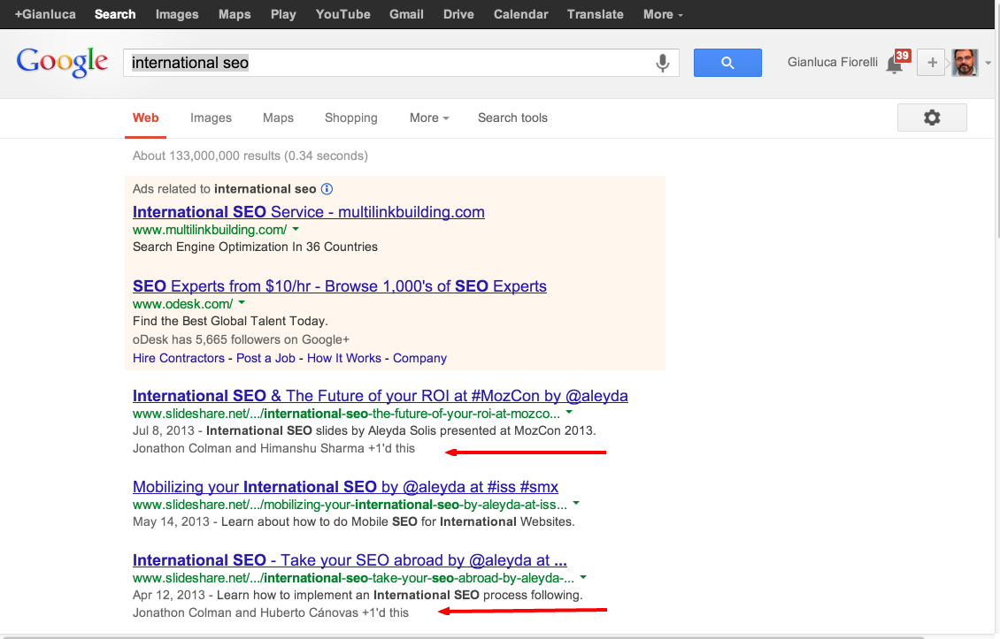 +Gianluca Search Images Maps Play YouTube Gmail Drive Calendar Translate More
Google international seo Gianluca Fiorelli 39 +
Web Images Maps Shopping More Search tools
About 133,000,000 results (0.34 seconds)
Ads related to international seo
International SEO Service - multilinkbuilding.com
www.multilinkbuilding.com/
Search Engine Optimization In 36 Countries
SEO Experts from $10/hr - Browse 1,000's of SEO Experts
www.odesk.com/
Find the Best Global Talent Today.
oDesk has 5,665 followers on Google+
Hire Contractors - Post a Job - How It Works - Company
International SEO & The Future of your ROI at #MozCon by @aleyda
www.slideshare.net/.../international-seo-the-future-of-your-roi-at-mozco...
Jul 8, 2013 - International SEO slides by Aleyda Solis presented at MozCon 2013.
Jonathon Colman and Himanshu Sharma +1'd this
Mobilizing your International SEO by @aleyda at #iss #smx
www.slideshare.net/.../mobilizing-your-international-seo-by-aleyda-at-iss...
May 14, 2013 - Learn about how to do Mobile SEO for International Websites.
International SEO - Take your SEO abroad by @aleyda at ...
www.slideshare.net/.../international-seo-take-your-seo-abroad-by-aleyda-...
Apr 12, 2013 - Learn how to implement an International SEO process following.
Jonathon Colman and Huberto Cánovas +1'd this